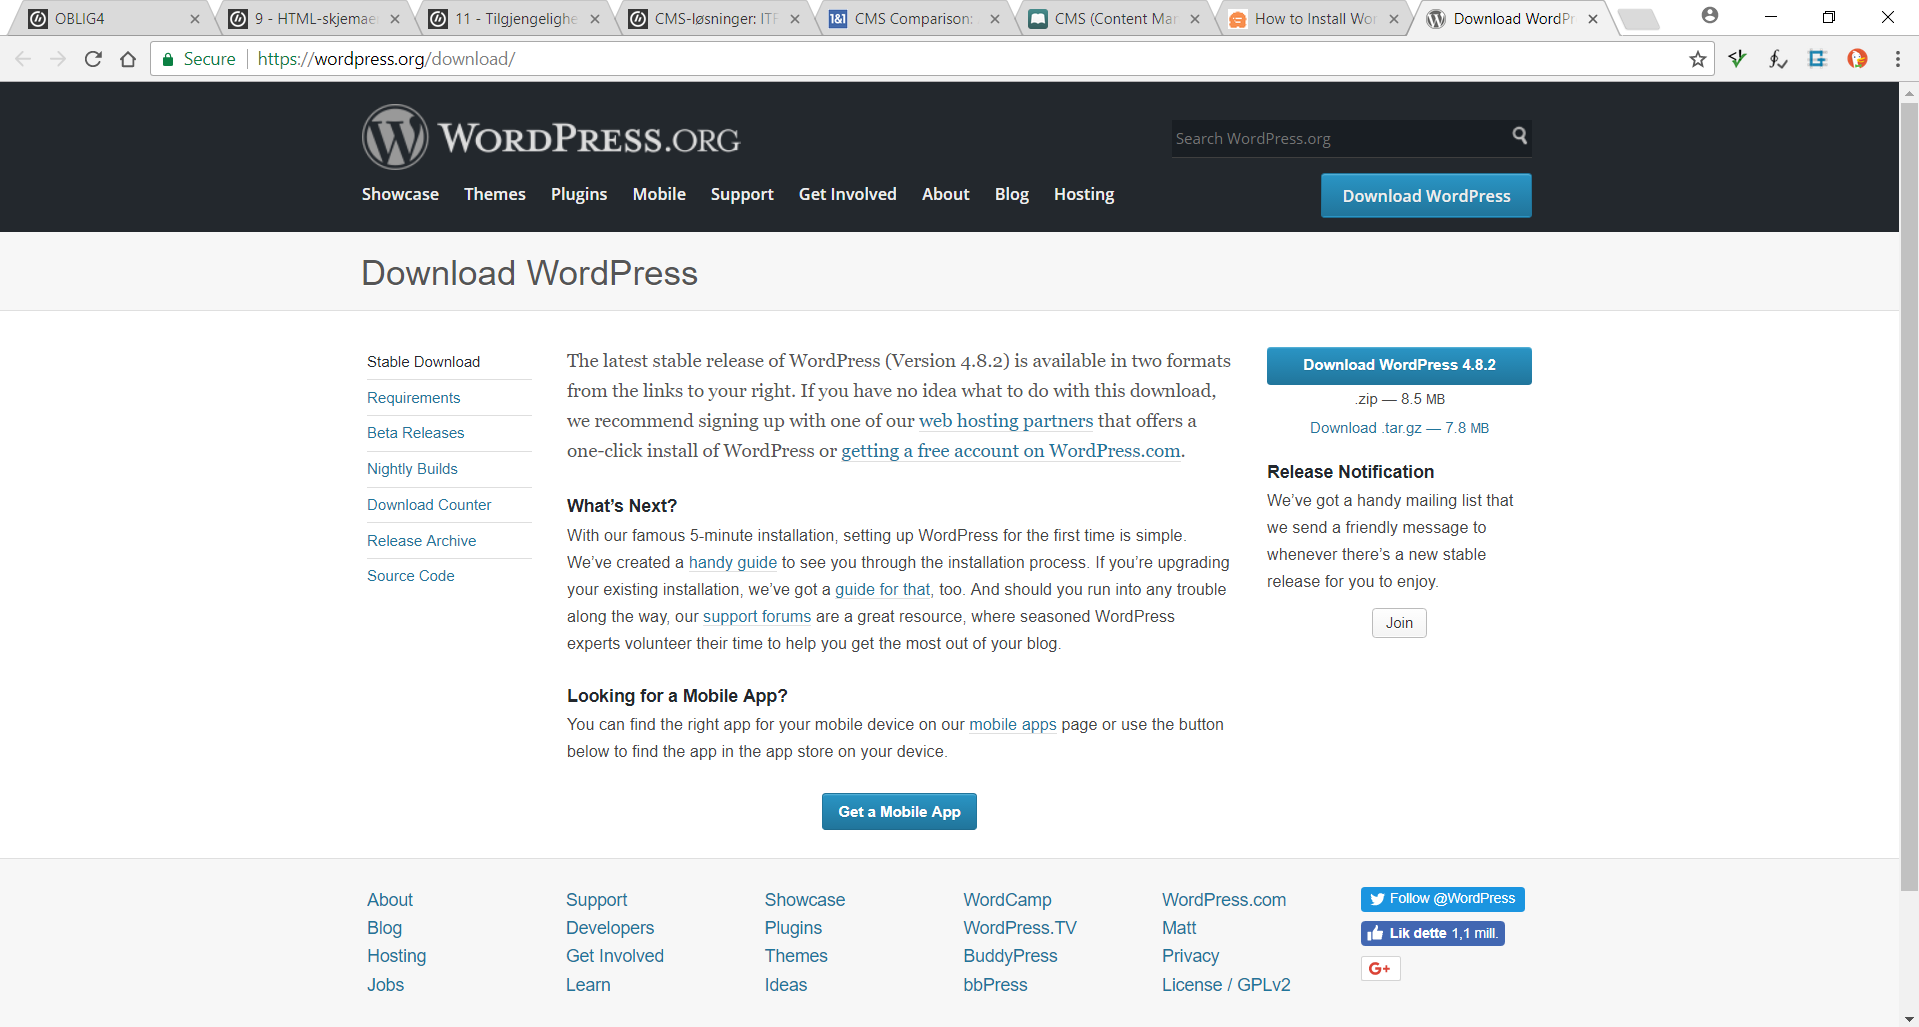 OBLIG4
9 - HTML-skjemae
11 - Tilgjengelighe
CMS-løsninger: ITF
1&1 CMS Comparison:
CMS (Content Mar
How to Install Wor
Download WordPr
Secure https://wordpress.org/download/
WORDPRESS.ORG
Search WordPress.org
Showcase Themes Plugins Mobile Support Get Involved About Blog Hosting
Download WordPress
Download WordPress
Stable Download
Requirements
Beta Releases
Nightly Builds
Download Counter
Release Archive
Source Code
The latest stable release of WordPress (Version 4.8.2) is available in two formats
from the links to your right. If you have no idea what to do with this download,
we recommend signing up with one of our web hosting partners that offers a
one-click install of WordPress or getting a free account on WordPress.com.
What’s Next?
With our famous 5-minute installation, setting up WordPress for the first time is simple.
We’ve created a handy guide to see you through the installation process. If you’re upgrading
your existing installation, we’ve got a guide for that, too. And should you run into any trouble
along the way, our support forums are a great resource, where seasoned WordPress
experts volunteer their time to help you get the most out of your blog.
Looking for a Mobile App?
You can find the right app for your mobile device on our mobile apps page or use the button
below to find the app in the app store on your device.
Get a Mobile App
Download WordPress 4.8.2
.zip — 8.5 MB
Download .tar.gz — 7.8 MB
Release Notification
We’ve got a handy mailing list that
we send a friendly message to
whenever there’s a new stable
release for you to enjoy.
Join
About
Blog
Hosting
Jobs
Support
Developers
Get Involved
Learn
Showcase
Plugins
Themes
Ideas
WordCamp
WordPress.TV
BuddyPress
bbPress
WordPress.com
Matt
Privacy
License / GPLv2
Follow @WordPress
Lik dette 1,1 mill.
G+